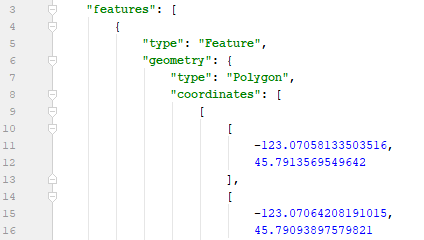 3 "features": [
4 {
5 "type": "Feature",
6 "geometry": {
7 "type": "Polygon",
8 "coordinates": [
9 [
10 [
11 -123.07058133503516,
12 45.7913569549642
13 ],
14 [
15 -123.07064208191015,
16 45.79093897579821